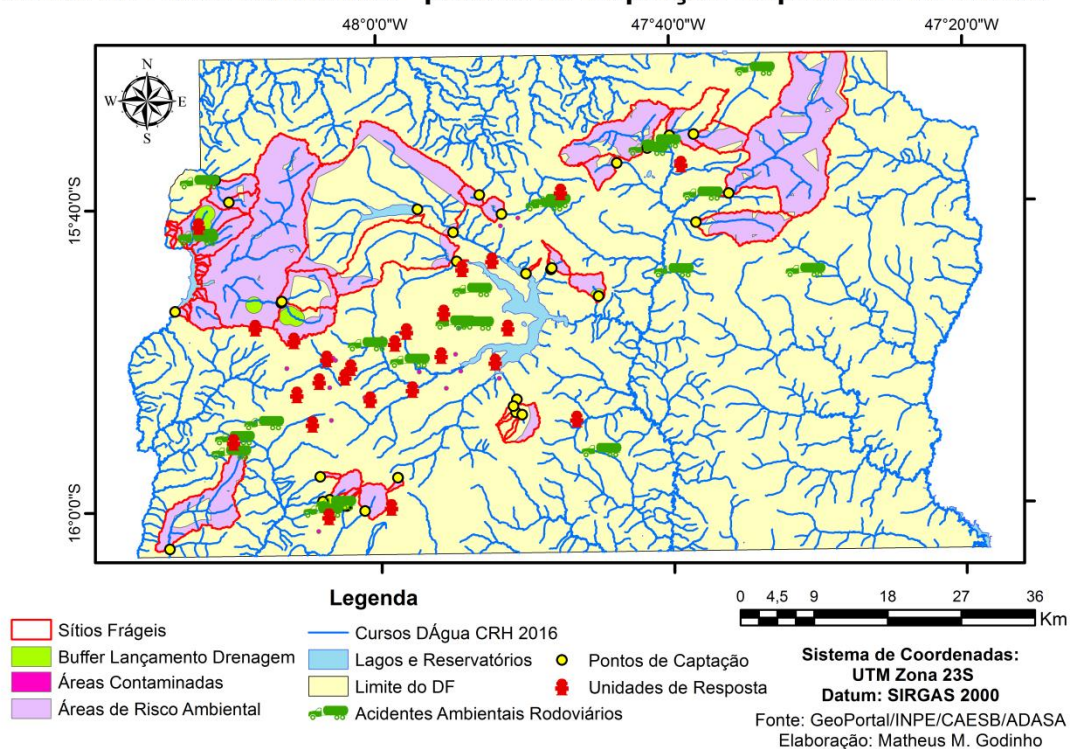 48°0'0"W 47°40'0"W 47°20'0"W
N
W E
S
15°40'0"S
16°0'0"S
Legenda
Sítios Frágeis
Buffer Lançamento Drenagem
Áreas Contaminadas
Áreas de Risco Ambiental
Cursos DÁgua CRH 2016
Lagos e Reservatórios
Limite do DF
Acidentes Ambientais Rodoviários
Pontos de Captação
Unidades de Resposta
0 4,5 9 18 27 36
Km
Sistema de Coordenadas:
UTM Zona 23S
Datum: SIRGAS 2000
Fonte: GeoPortal/INPE/CAESB/ADASA
Elaboração: Matheus M. Godinho